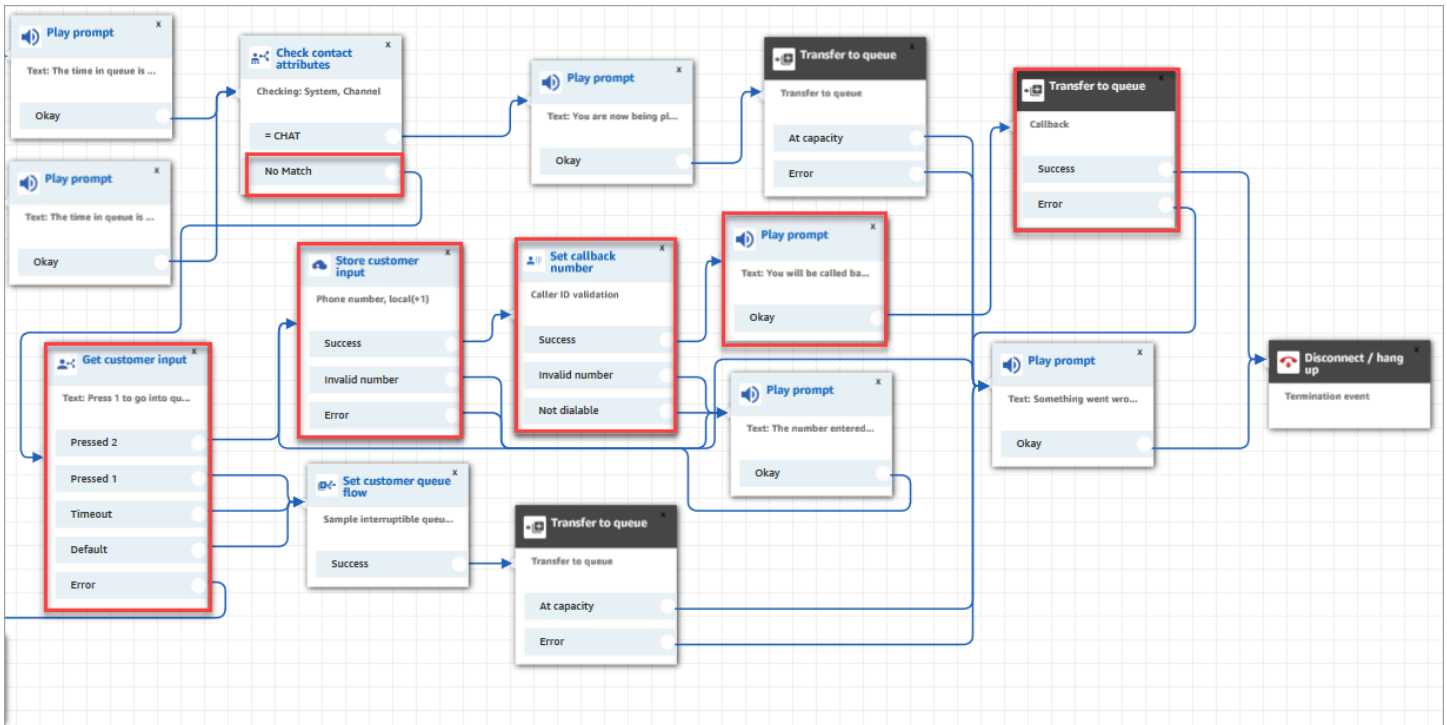 x
Play prompt
Text: The time in queue is ...
Okay
x
Play prompt
Text: The time in queue is ...
Okay
x
Check contact
attributes
Checking: System, Channel
= CHAT
No Match
x
Play prompt
Text: You are now being pl...
Okay
x
Transfer to queue
Transfer to queue
At capacity
Error
x
Transfer to queue
Callback
Success
Error
x
Get customer input
Text: Press 1 to go into qu...
Pressed 2
Pressed 1
Timeout
Default
Error
x
Store customer
input
Phone number, local(+1)
Success
Invalid number
Error
x
Set callback
number
Caller ID validation
Success
Invalid number
Not dialable
x
Play prompt
Text: You will be called ba...
Okay
x
Play prompt
Text: The number entered...
Okay
x
Play prompt
Text: Something went wro...
Okay
x
Disconnect / hang
up
Termination event
x
Set customer queue
flow
Sample interruptible queu...
Success
x
Transfer to queue
Transfer to queue
At capacity
Error